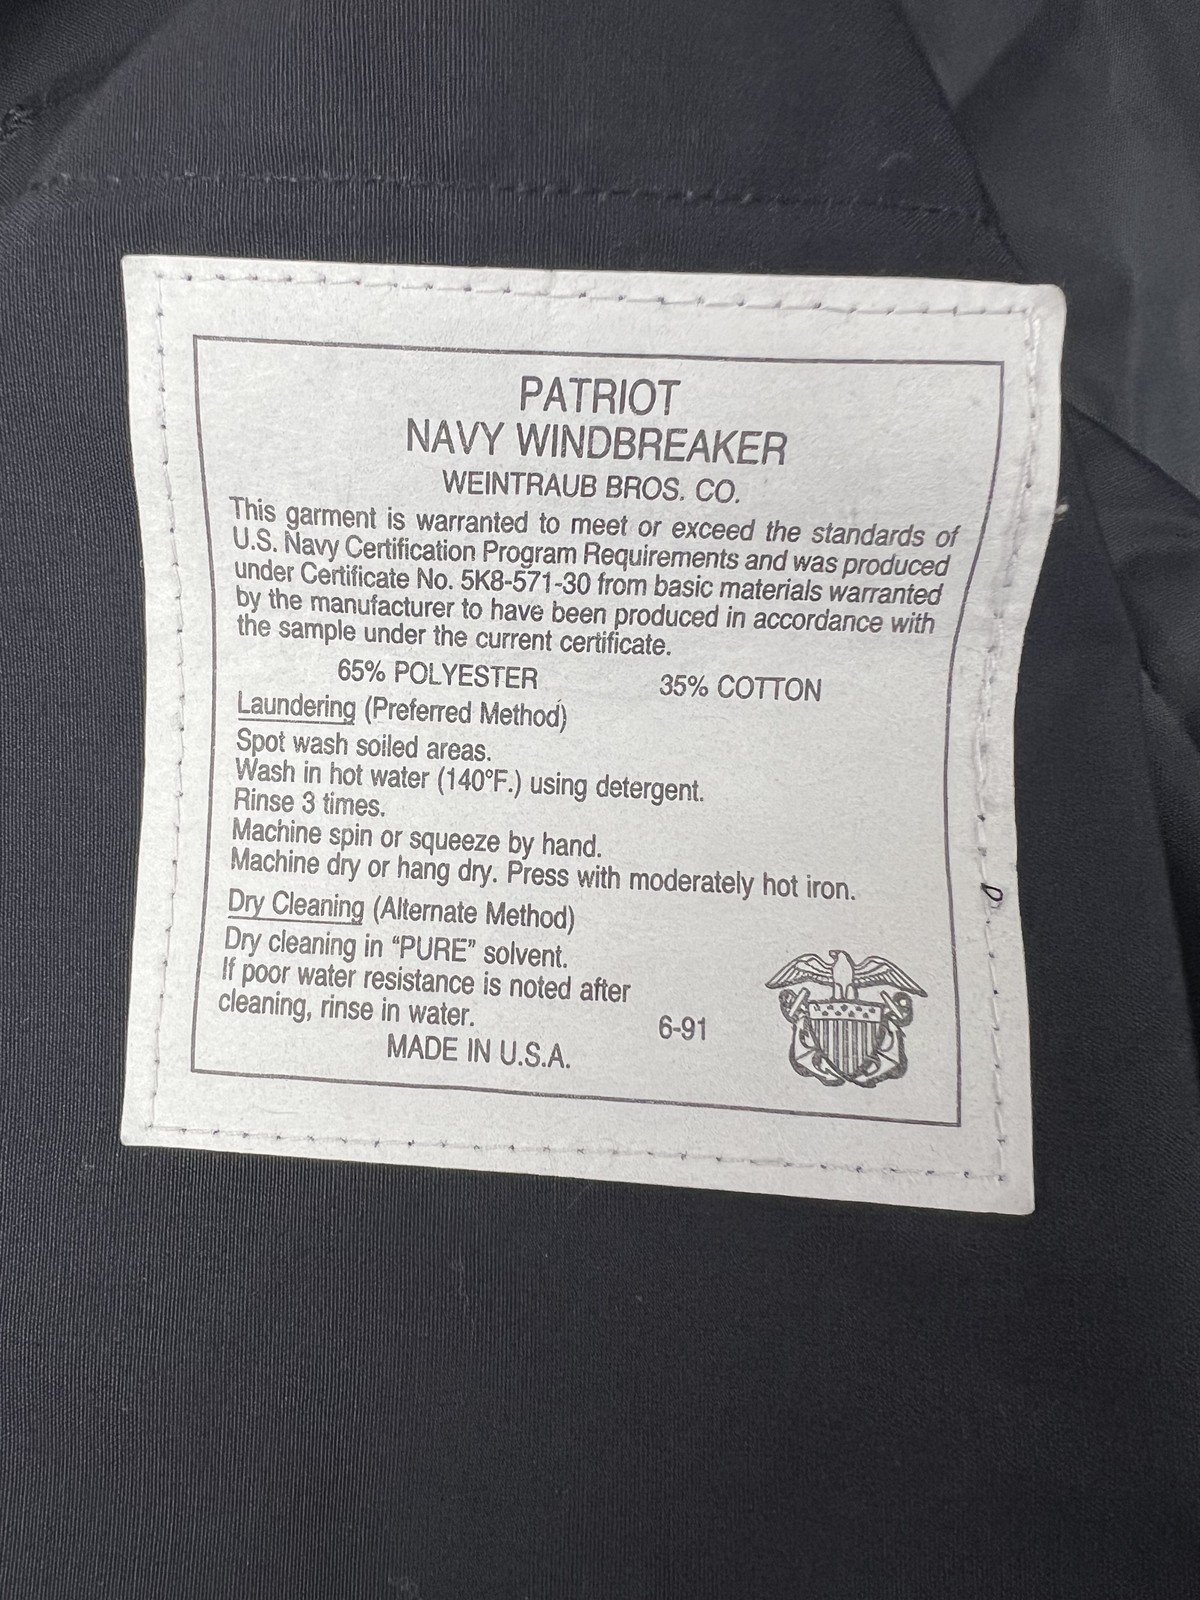 PATRIOT
NAVY WINDBREAKER
WEINTRAUB BROS. CO.
This garment is warranted to meet or exceed the standards of
U.S. Navy Certification Program Requirements and was produced
under Certificate No. 5K8-571-30 from basic materials warranted
by the manufacturer to have been produced in accordance with
the sample under the current certificate.
65% POLYESTER 35% COTTON
Laundering (Preferred Method)
Spot wash soiled areas.
Wash in hot water (140°F.) using detergent.
Rinse 3 times.
Machine spin or squeeze by hand.
Machine dry or hang dry. Press with moderately hot iron.
Dry Cleaning (Alternate Method)
Dry cleaning in “PURE” solvent.
If poor water resistance is noted after
cleaning, rinse in water.
6-91
MADE IN U.S.A.